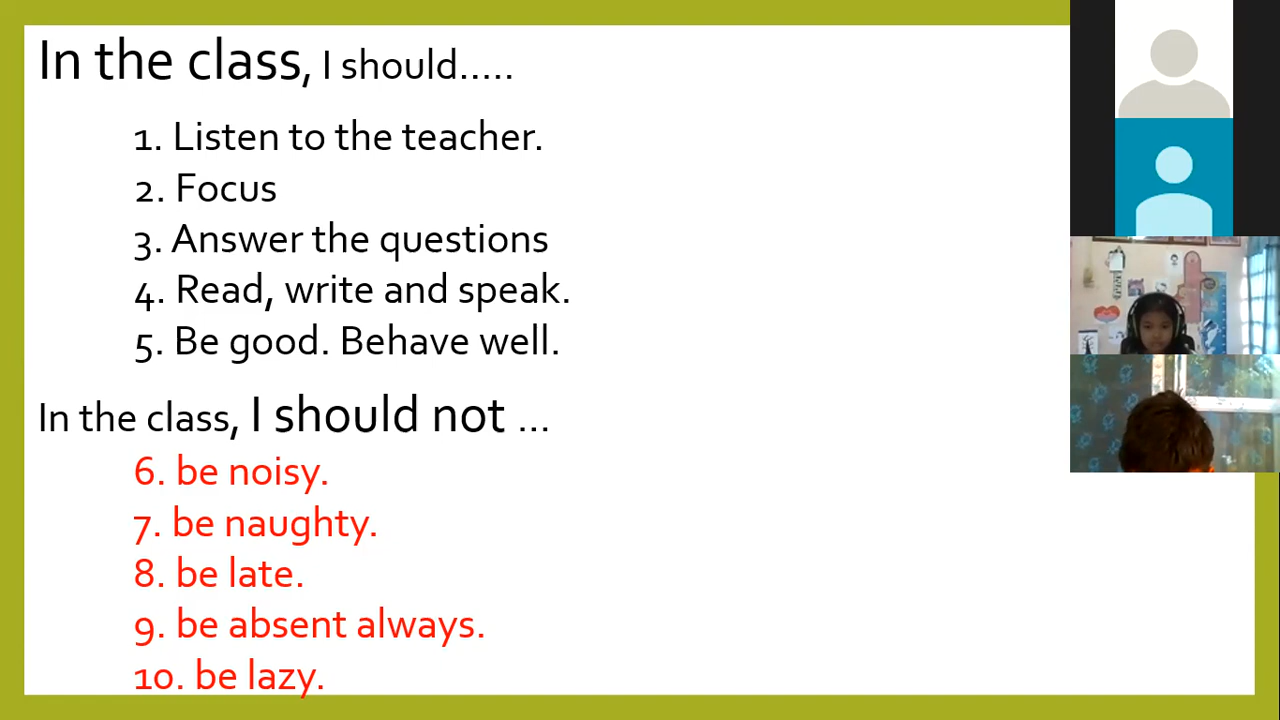 In the class, I should.....
1. Listen to the teacher.
2. Focus
3. Answer the questions
4. Read, write and speak.
5. Be good. Behave well.
In the class, I should not ...
6. be noisy.
7. be naughty.
8. be late.
9. be absent always.
10. be lazy.